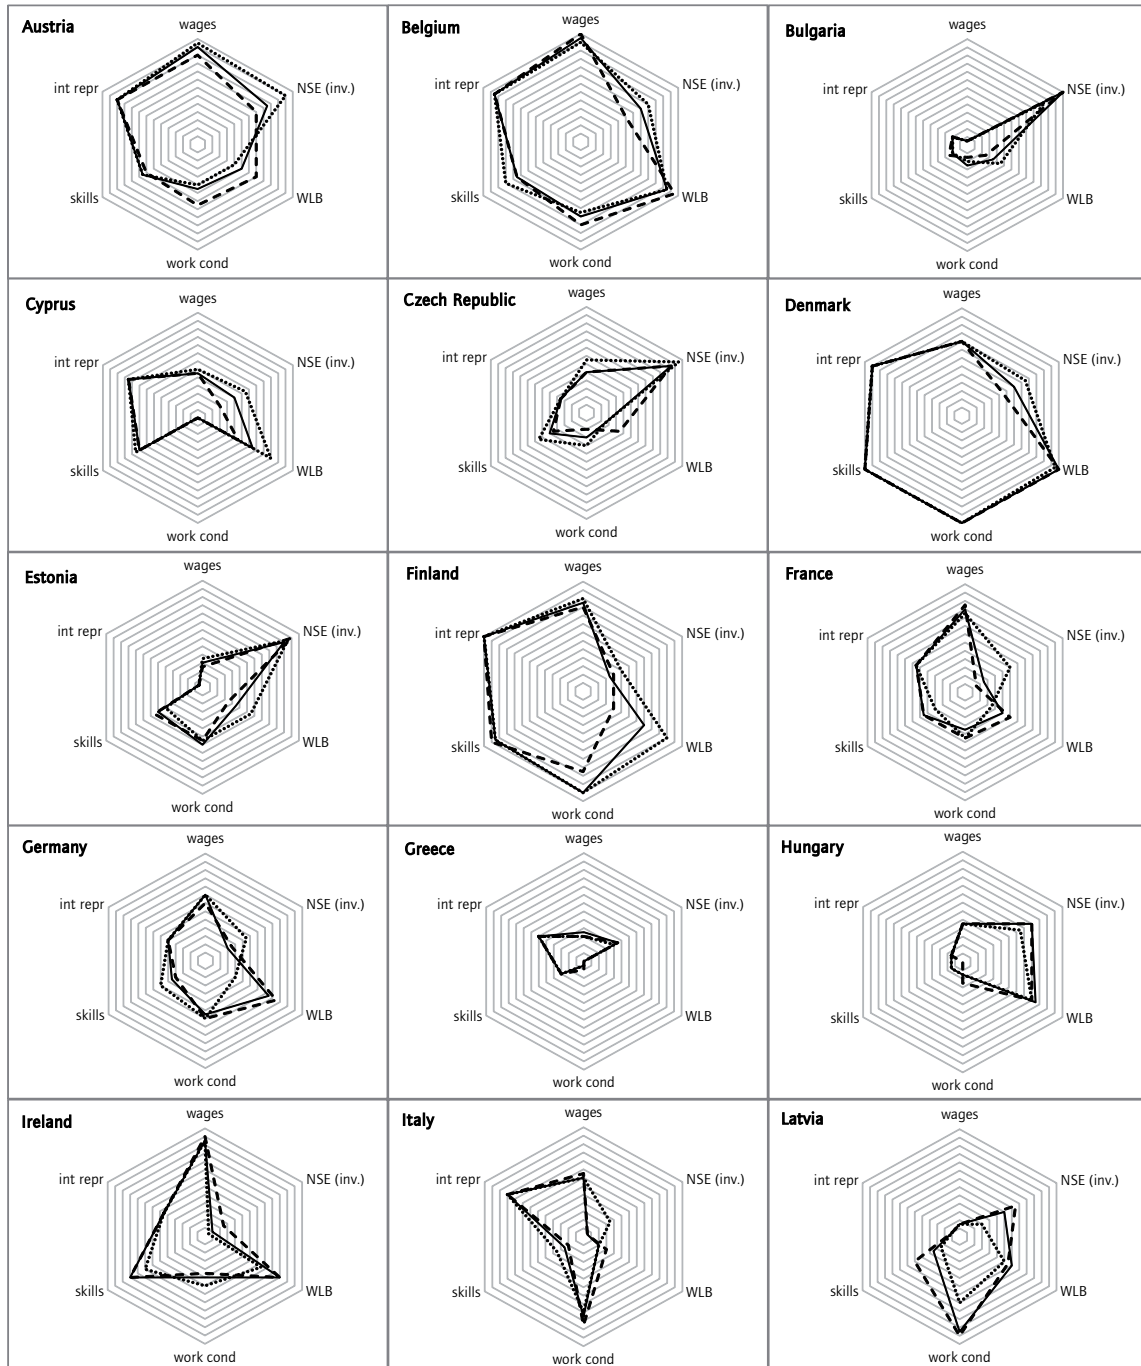 Austria
wages
int repr
NSE (inv.)
skills
WLB
work cond
Belgium
wages
int repr
NSE (inv.)
skills
WLB
work cond
Bulgaria
wages
int repr
NSE (inv.)
skills
WLB
work cond
Cyprus
wages
int repr
NSE (inv.)
skills
WLB
work cond
Czech Republic
wages
int repr
NSE (inv.)
skills
WLB
work cond
Denmark
wages
int repr
NSE (inv.)
skills
WLB
work cond
Estonia
wages
int repr
NSE (inv.)
skills
WLB
work cond
Finland
wages
int repr
NSE (inv.)
skills
WLB
work cond
France
wages
int repr
NSE (inv.)
skills
WLB
work cond
Germany
wages
int repr
NSE (inv.)
skills
WLB
work cond
Greece
wages
int repr
NSE (inv.)
skills
WLB
work cond
Hungary
wages
int repr
NSE (inv.)
skills
WLB
work cond
Ireland
wages
int repr
NSE (inv.)
skills
WLB
work cond
Italy
wages
int repr
NSE (inv.)
skills
WLB
work cond
Latvia
wages
int repr
NSE (inv.)
skills
WLB
work cond